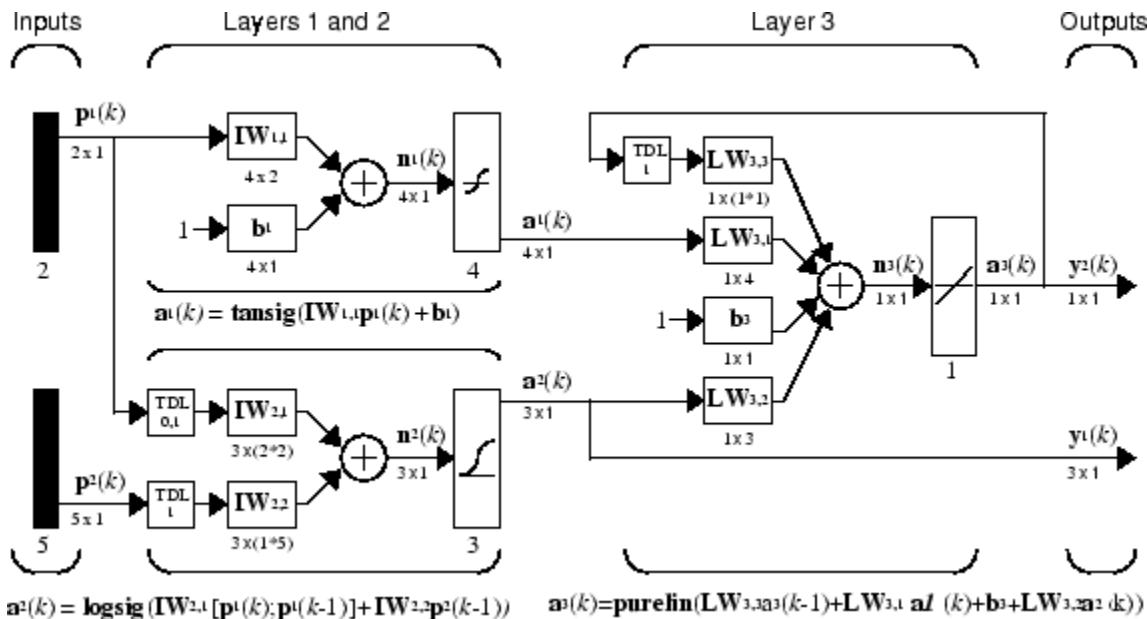 Inputs
Layers 1 and 2
Layer 3
Outputs
p1(k)
2 x 1
2
IW1,1
4 x 2
1
b1
4 x 1
n1(k)
4 x 1
4
a1(k) = tansig(IW1,1p1(k) + b1)
a1(k)
4 x 1
TDL
1
LW3,3
1 x (1*1)
LW3,1
1 x 4
1
b3
1 x 1
LW3,2
1 x 3
n3(k)
1 x 1
1
a3(k)
1 x 1
y2(k)
1 x 1
TDL
0,1
IW2,1
3 x (2*2)
p2(k)
5 x 1
5
TDL
1
IW2,2
3 x (1*5)
n2(k)
3 x 1
3
a2(k)
3 x 1
y1(k)
3 x 1
a2(k) = logsig(IW2,1 [p1(k);p1(k-1)]+ IW2,2p2(k-1))
a3(k)=purelin(LW3,3a3(k-1)+LW3,1 a1 (k)+b3+LW3,2a2 (k))